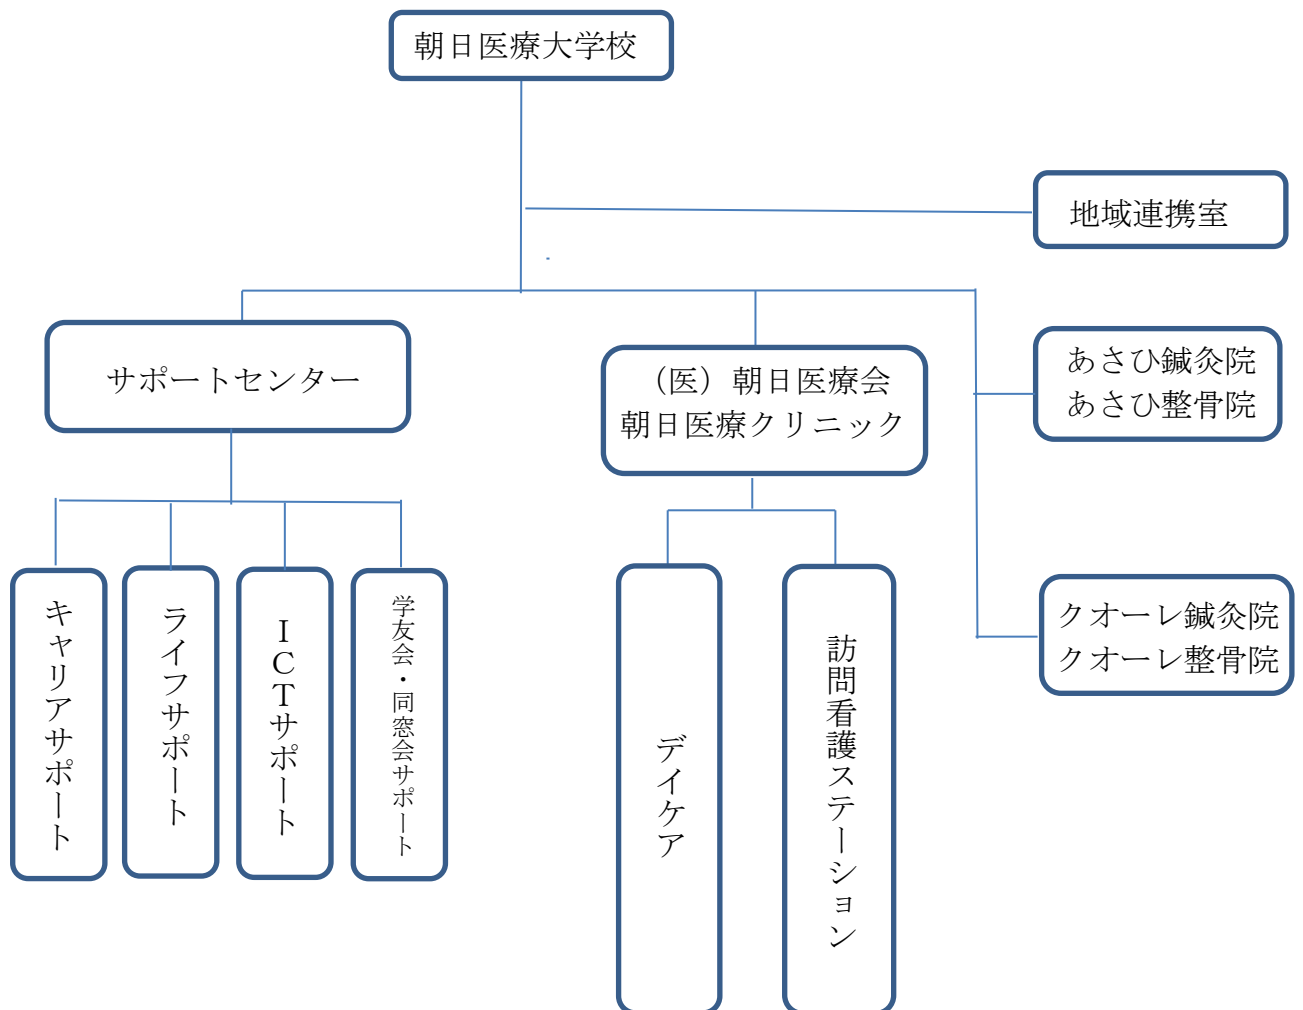 朝日医療大学校
地域連携室
サポートセンター
（医）朝日医療会
朝日医療クリニック
あさひ鍼灸院
あさひ整骨院
クオーレ鍼灸院
クオーレ整骨院
キャリアサポート
ライフサポート
ICTサポート
学友会・同窓会サポート
デイケア
訪問看護ステーション